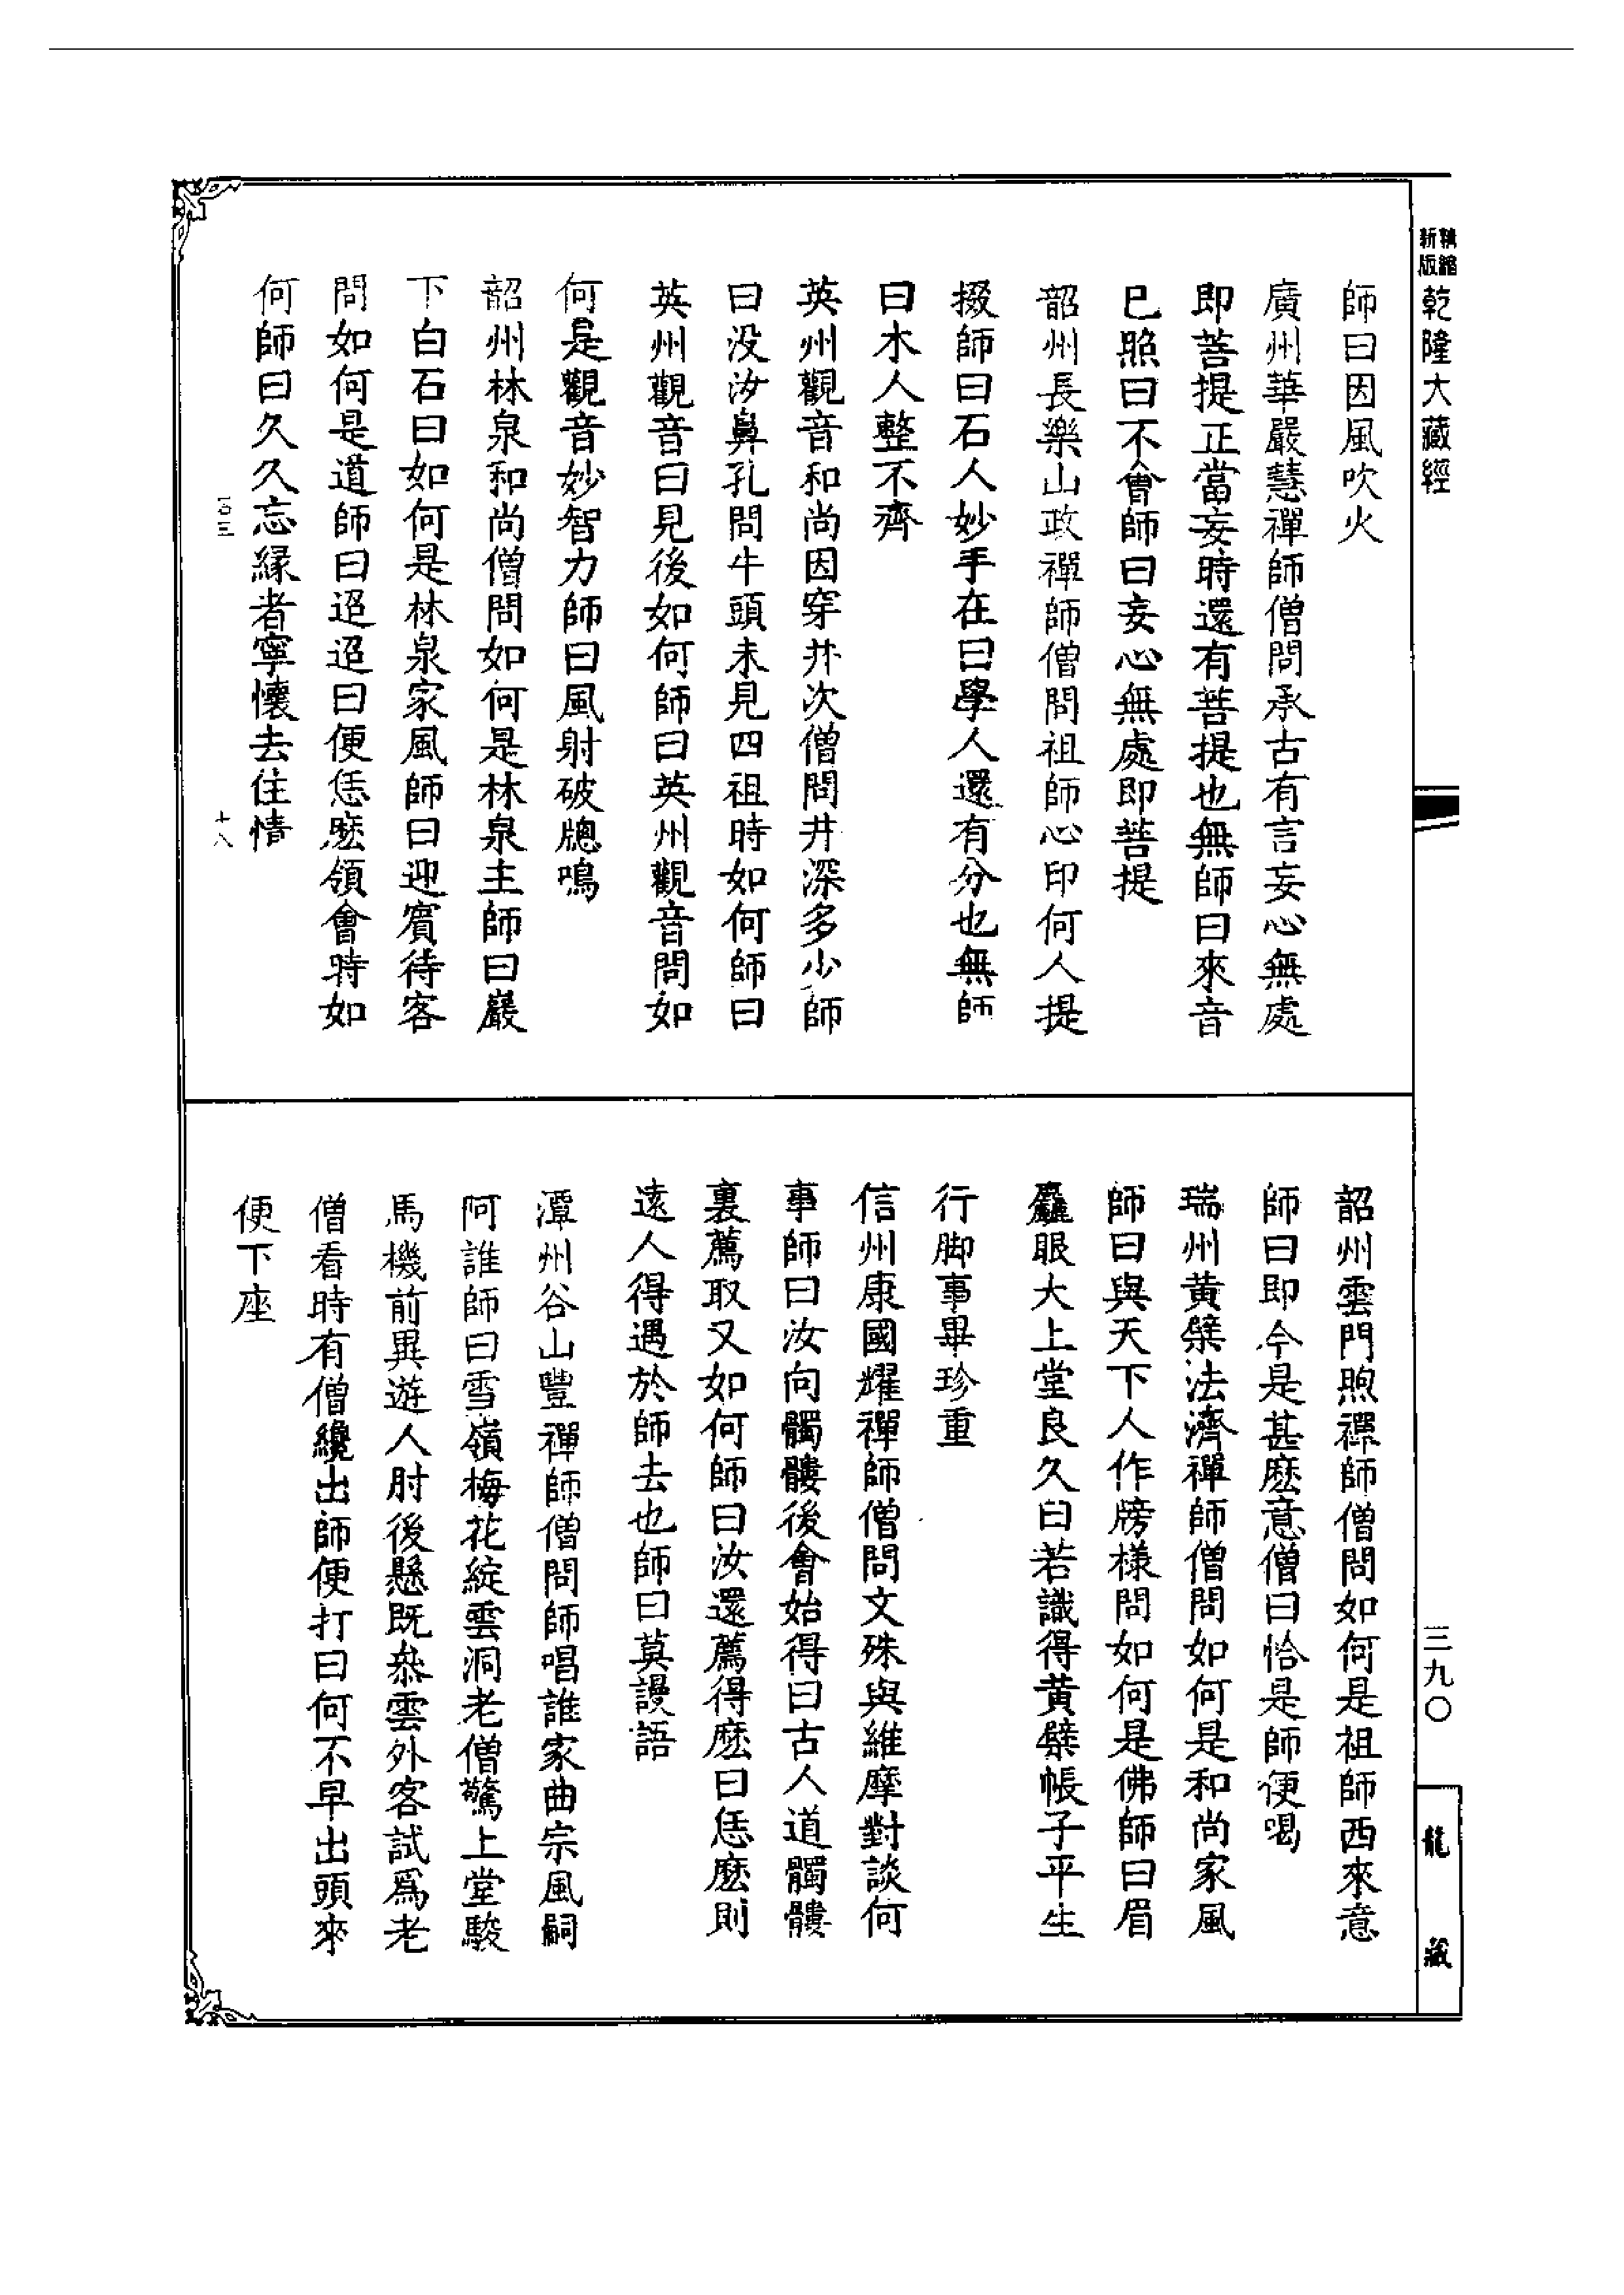 精縮新版乾隆大藏經
師曰因風吹火
廣州華嚴慧禪師僧問承古有言妄心無處
即菩提正當妄時還有菩提也無師曰來音
已照曰不會師曰妄心無處即菩提
韶州長樂山政禪師僧問祖師心印何人提
掇師曰石人妙手在曰學人還有分也無師
曰木人整不齊
英州觀音和尚因穿井次僧問井深多少師
曰没汝鼻孔問牛頭未見四祖時如何師曰
英州觀音曰見後如何師曰英州觀音問如
何是觀音妙智力師曰風射破牕鳴
韶州林泉和尚僧問如何是林泉主師曰巖
下白石曰如何是林泉家風師曰迎賓待客
問如何是道師曰迢迢曰便恁麽領會時如
何師曰久久忘緣者寧懷去住情
十八
三九〇
龍藏
韶州雲門煦禪師僧問如何是祖師西來意
師曰即今是甚麽意僧曰恰是師便喝
瑞州黃檗法濟禪師僧問如何是和尚家風
師曰與天下人作牓樣問如何是佛師曰眉
麤眼大上堂良久曰若識得黃檗帳子平生
行脚事畢珍重
信州康國耀禪師僧問文殊與維摩對談何
事師曰汝向髑髏後會始得曰古人道髑髏
裏薦取又如何師曰汝還薦得麽曰恁麽則
遠人得遇於師去也師曰莫謾語
潭州谷山豐禪師僧問師唱誰家曲宗風嗣
阿誰師曰雪嶺梅花綻雲洞老僧驚上堂駿
馬機前異遊人肘後懸既叅雲外客試爲老
僧看時有僧纔出師便打曰何不早出頭來
便下座